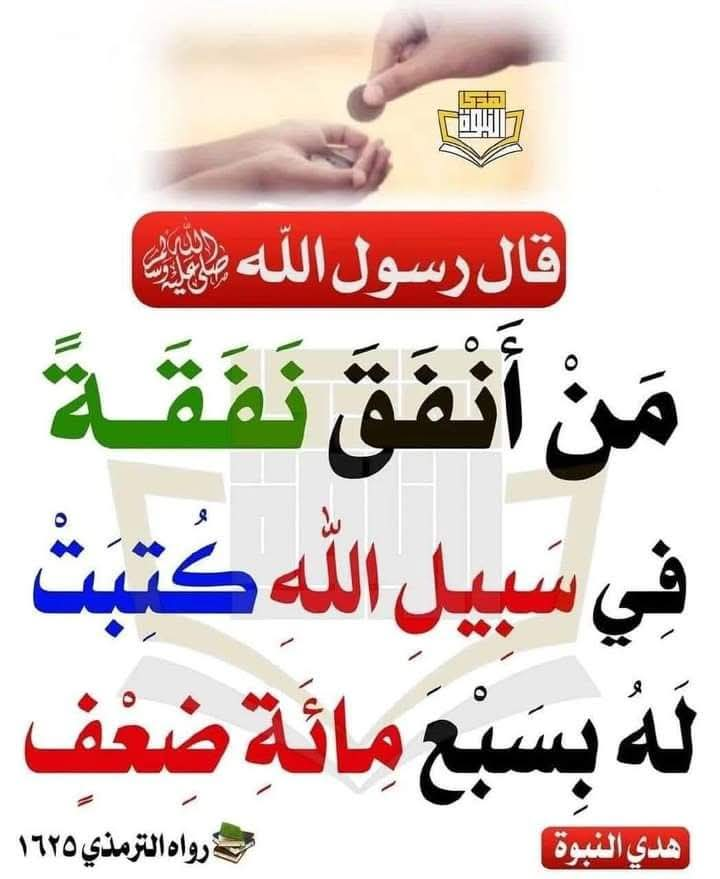 هدى
النبوة
قال رسول الله صلى الله عليه وسلم
مَنْ أَنْفَقَ نَفَقَةً
فِي سَبِيلِ اللَّهِ كُتِبَتْ
لَهُ بِسَبْعَ مِائَةِ ضِعْفٍ
هدي النبوة
رواه الترمذي ١٦٢٥